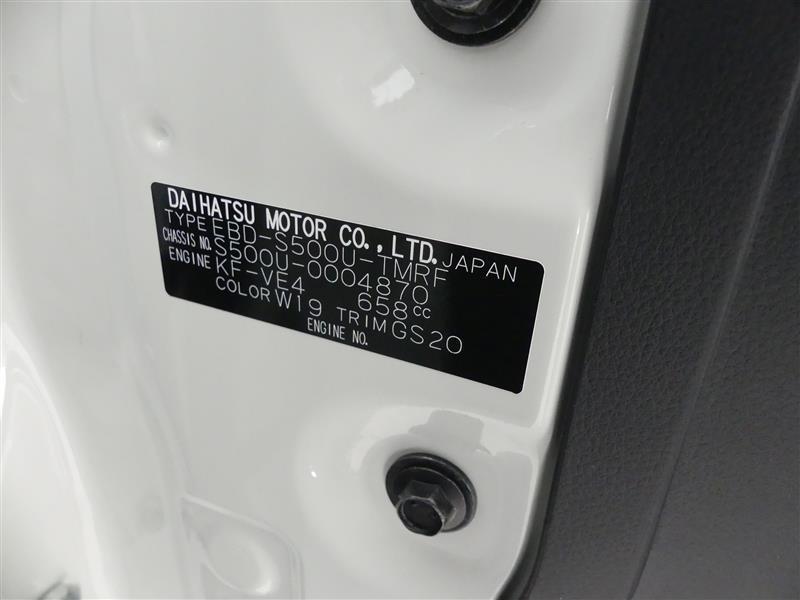 DAIHATSU MOTOR CO.,LTD. JAPAN
TYPE EBD-S500U-TMRF
CHASSIS NO. S500U-0004870
ENGINE KF-VE4 658cc
COLOR W19 TRIM GS20
ENGINE NO.